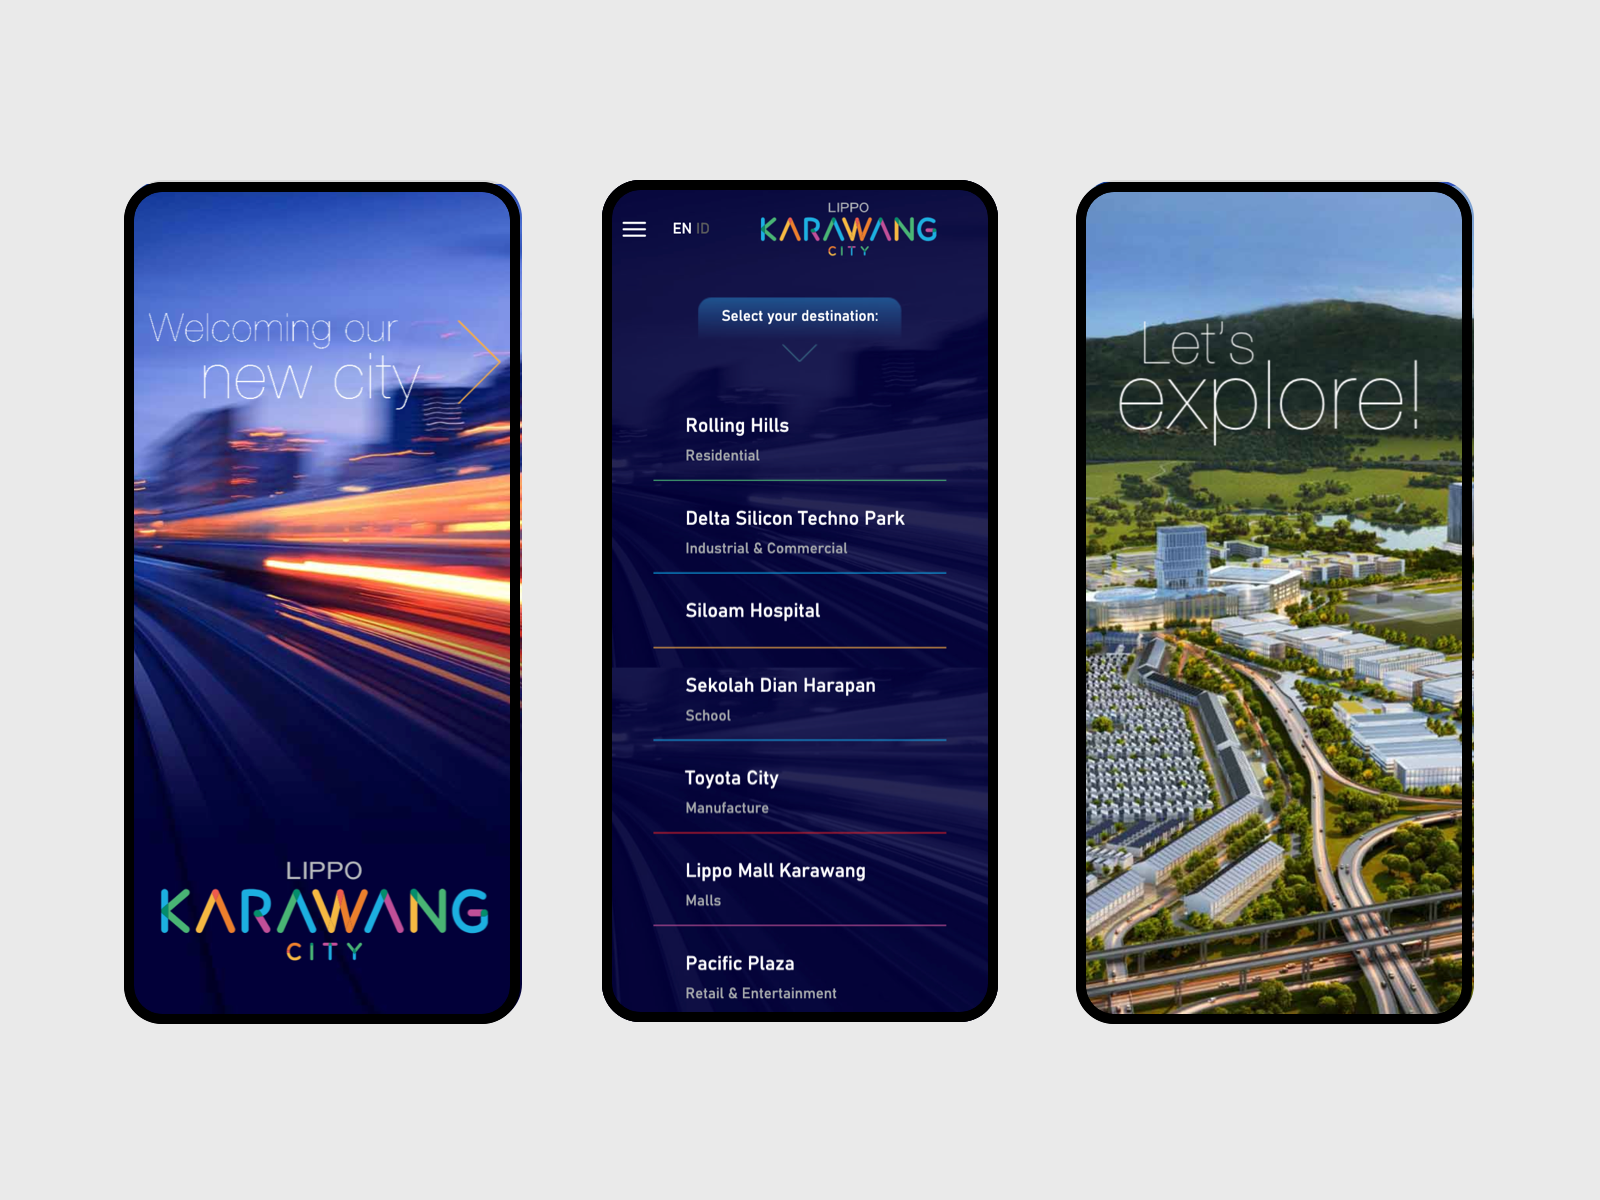 Welcoming our
new city
LIPPO
KARAWANG
CITY
EN ID
LIPPO
KARAWANG
CITY
Select your destination:
Rolling Hills
Residential
Delta Silicon Techno Park
Industrial & Commercial
Siloam Hospital
Sekolah Dian Harapan
School
Toyota City
Manufacture
Lippo Mall Karawang
Malls
Pacific Plaza
Retail & Entertainment
Let's
explore!